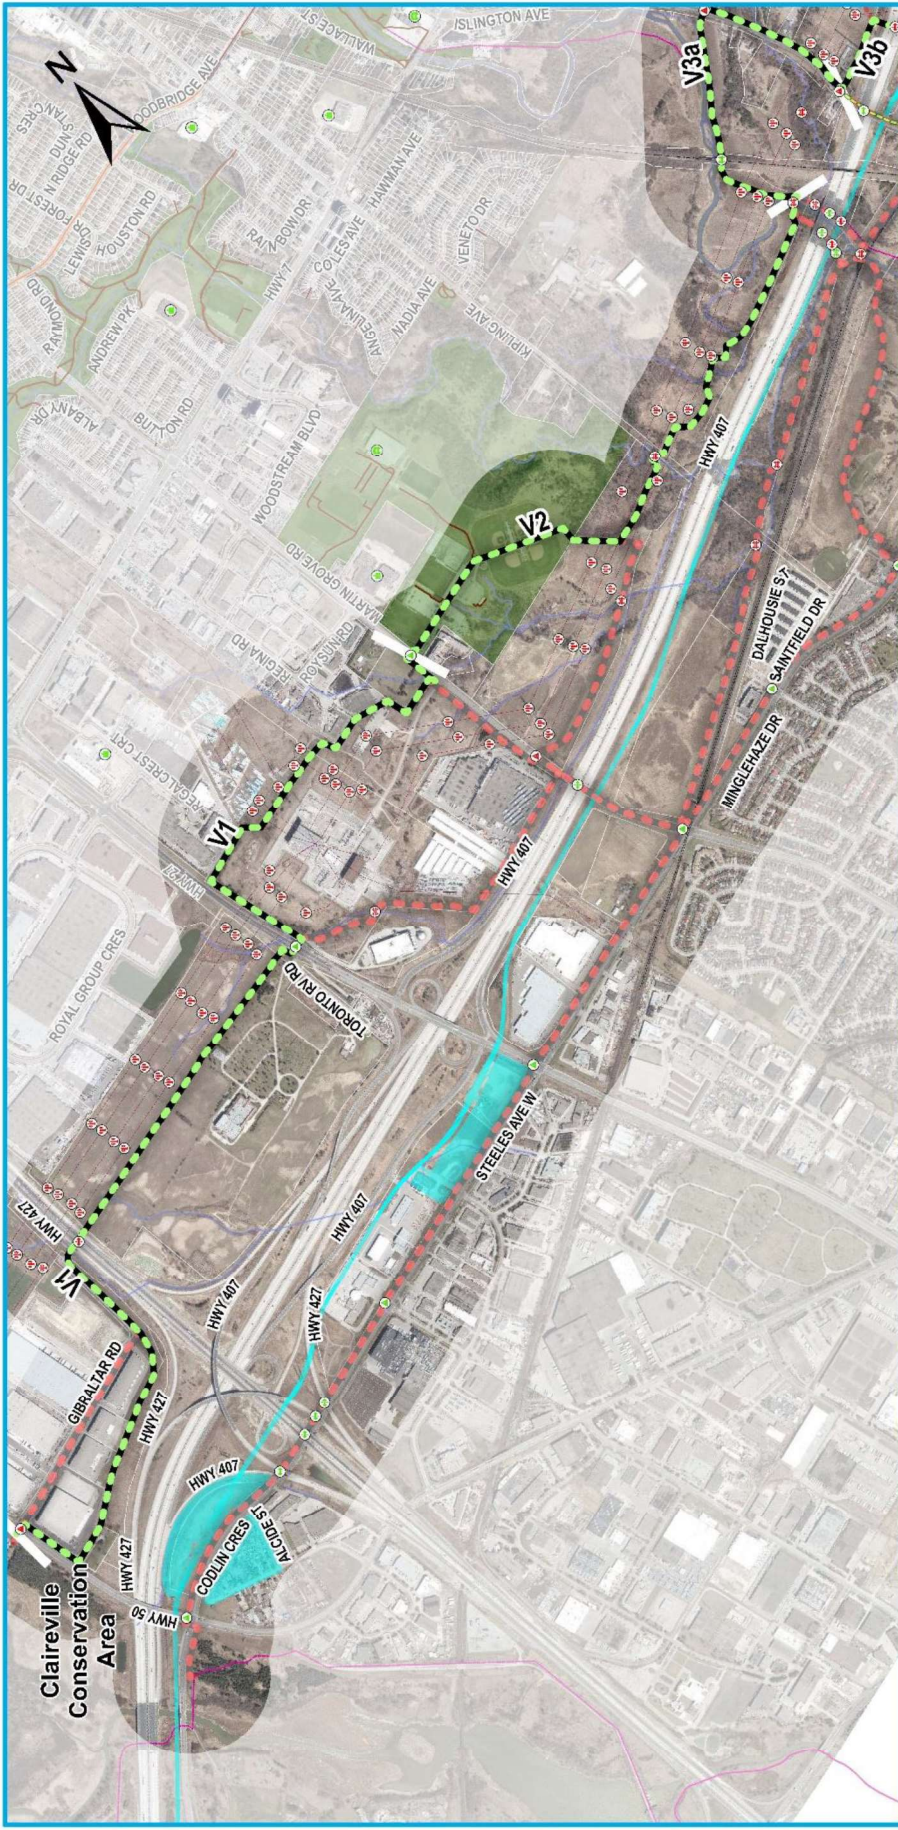 ISLINGTON AVE
WALLACE ST
N
WOODBRIDGE AVE
DUNSTAN CRES
N RIDGE RD
FOREST DR
LEWIS DR
HOUSTON RD
RAYMOND RD
ANDREW PK
ALBANY DR
HWY 7
RAINBOW DR
COLES AVE
HAWMAN AVE
ANGELINA AVE
NADIA AVE
VENETO DR
KIPLING AVE
WOODSTREAM BLVD
MARTIN GROVE RD
ROYSUN RD
REGINA RD
REGALCREST CRT
HWY 27
ROYAL GROUP CRES
V3a
V3b
V2
V1
HWY 407
DALHOUSIE ST
SAINTFIELD DR
MINGLEHAZE DR
HWY 407
TORONTO RV RD
STEELES AVE W
HWY 427
V1
HWY 407
HWY 407
HWY 427
GIBRALTAR RD
HWY 427
HWY 407
CODLIN CRES
ALCIDE ST
HWY 427
HWY 50
Claireville
Conservation
Area